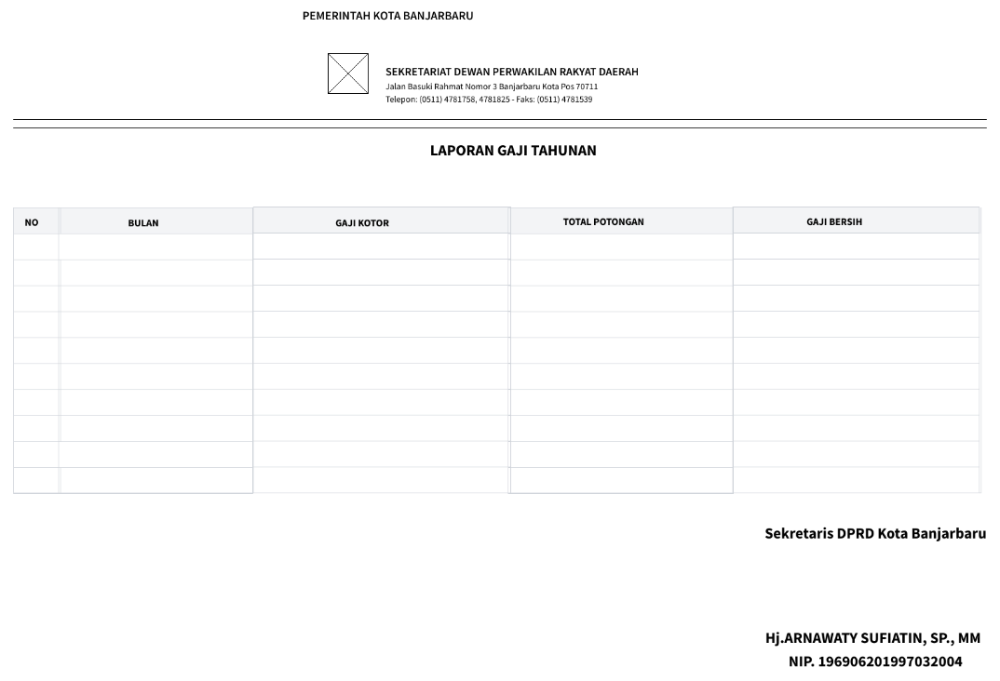 PEMERINTAH KOTA BANJARBARU
SEKRETARIAT DEWAN PERWAKILAN RAKYAT DAERAH
Jalan Basuki Rahmat Nomor 3 Banjarbaru Kota Pos 70711
Telepon: (0511) 4781758, 4781825 - Faks: (0511) 4781539
LAPORAN GAJI TAHUNAN
NO BULAN GAJI KOTOR TOTAL POTONGAN GAJI BERSIH
Sekretaris DPRD Kota Banjarbaru
Hj.ARNAWATY SUFIATIN, SP., MM
NIP. 196906201997032004